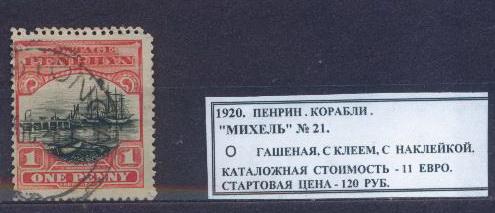 POSTAGE
PENRHYN
1 1
ONE PENNY
1920. ПЕНРИН . КОРАБЛИ .
"МИХЕЛЬ" № 21.
О ГАШЕНАЯ, С КЛЕЕМ, С НАКЛЕЙКОЙ.
КАТАЛОЖНАЯ СТОИМОСТЬ - 11 ЕВРО.
СТАРТОВАЯ ЦЕНА - 120 РУБ.